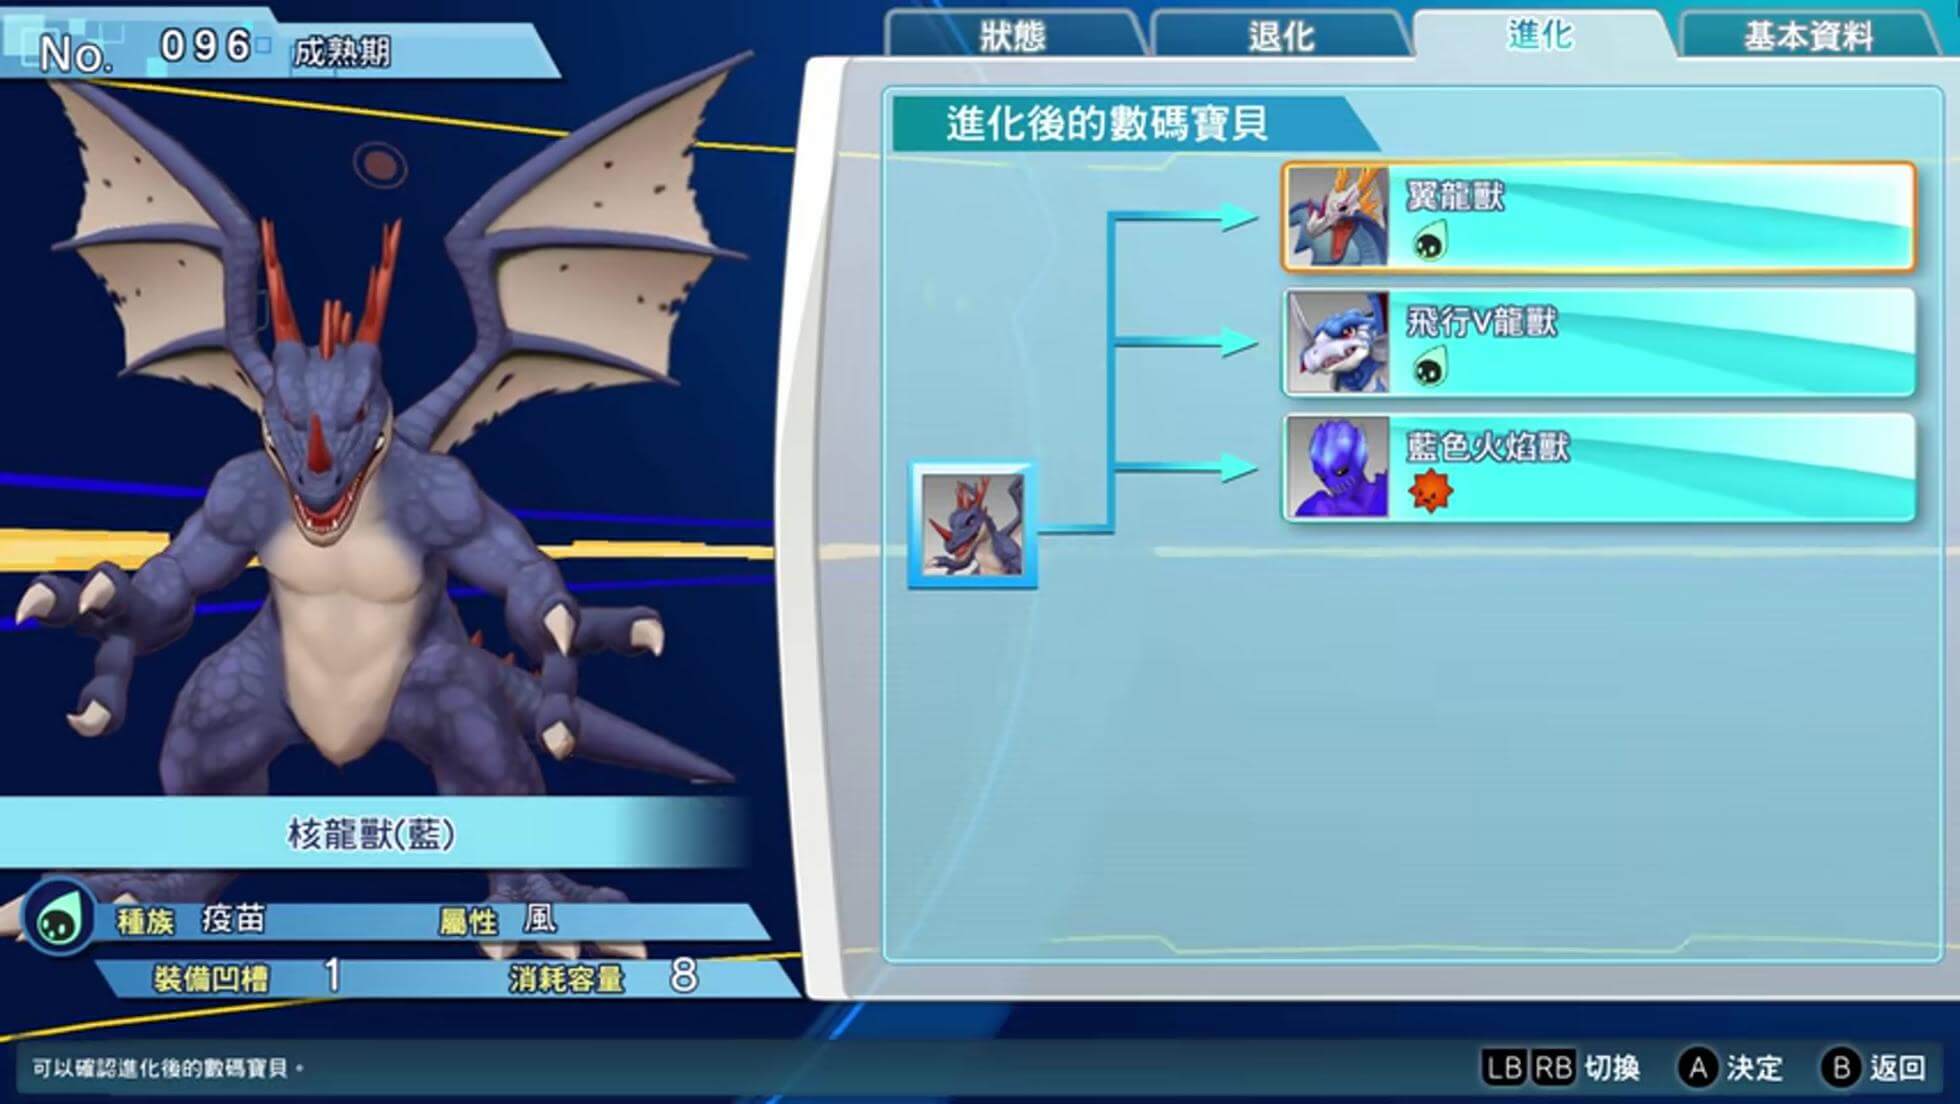 No. 096 成熟期
狀態 退化 進化 基本資料
進化後的數碼寶貝
翼龍獸
飛行V龍獸
藍色火焰獸
核龍獸(藍)
種族 疫苗 屬性 風
裝備凹槽 1 消耗容量 8
可以確認進化後的數碼寶貝。
LB RB 切換 A 決定 B 返回